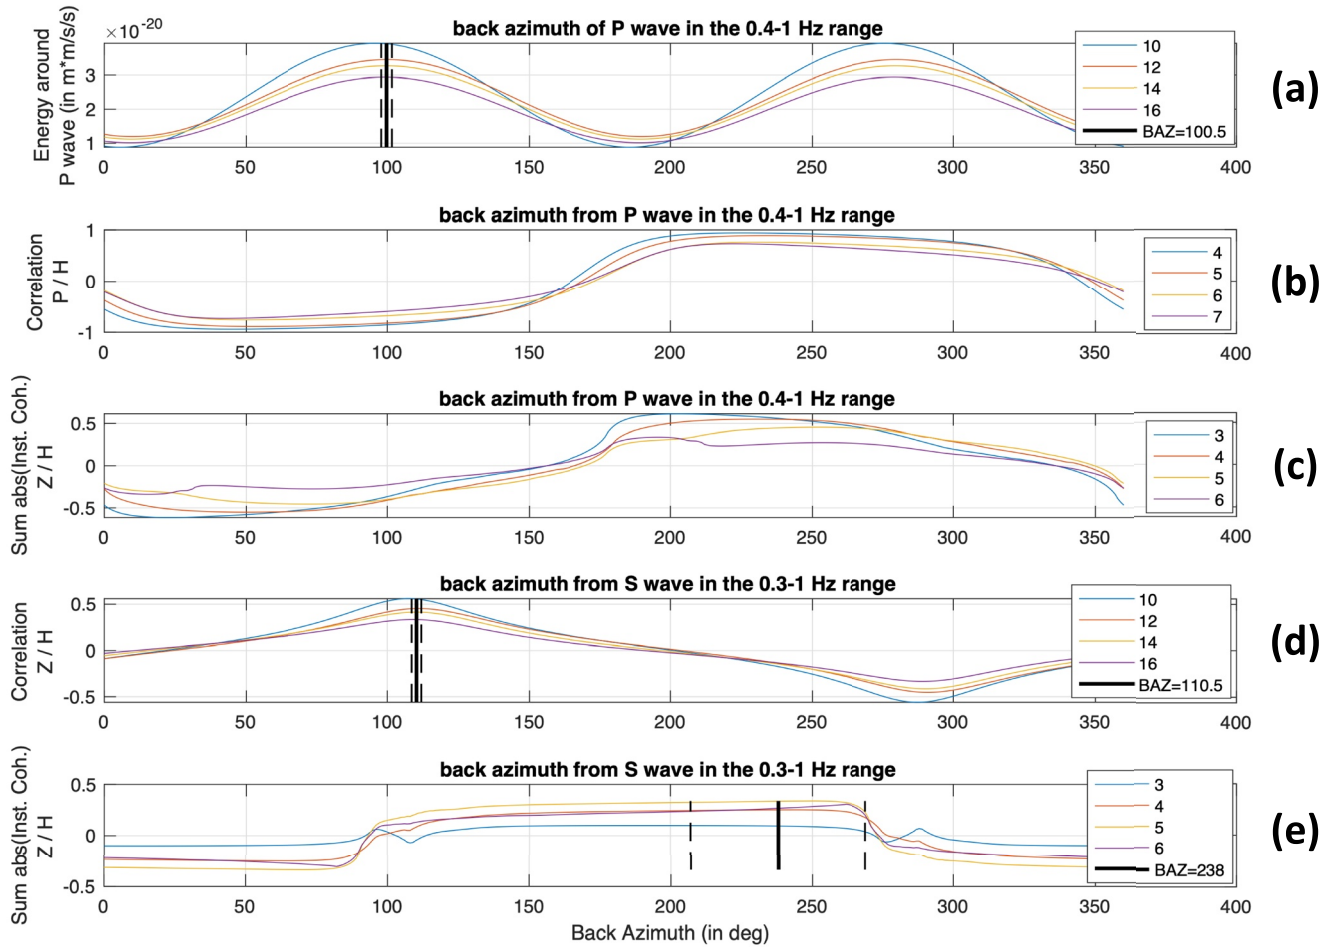 ×10⁻²⁰
back azimuth of P wave in the 0.4-1 Hz range
Energy around
P wave (in m*m/s/s)
3
2
1
0 50 100 150 200 250 300 350 400
10
12
14
16
BAZ=100.5
(a)
back azimuth from P wave in the 0.4-1 Hz range
Correlation
P / H
1
0
-1
0 50 100 150 200 250 300 350 400
4
5
6
7
(b)
back azimuth from P wave in the 0.4-1 Hz range
Sum abs(Inst. Coh.)
Z / H
0.5
0
-0.5
0 50 100 150 200 250 300 350 400
3
4
5
6
(c)
back azimuth from S wave in the 0.3-1 Hz range
Correlation
Z / H
0.5
0
-0.5
0 50 100 150 200 250 300 350 400
10
12
14
16
BAZ=110.5
(d)
back azimuth from S wave in the 0.3-1 Hz range
Sum abs(Inst. Coh.)
Z / H
0.5
0
-0.5
0 50 100 150 200 250 300 350 400
3
4
5
6
BAZ=238
(e)
Back Azimuth (in deg)